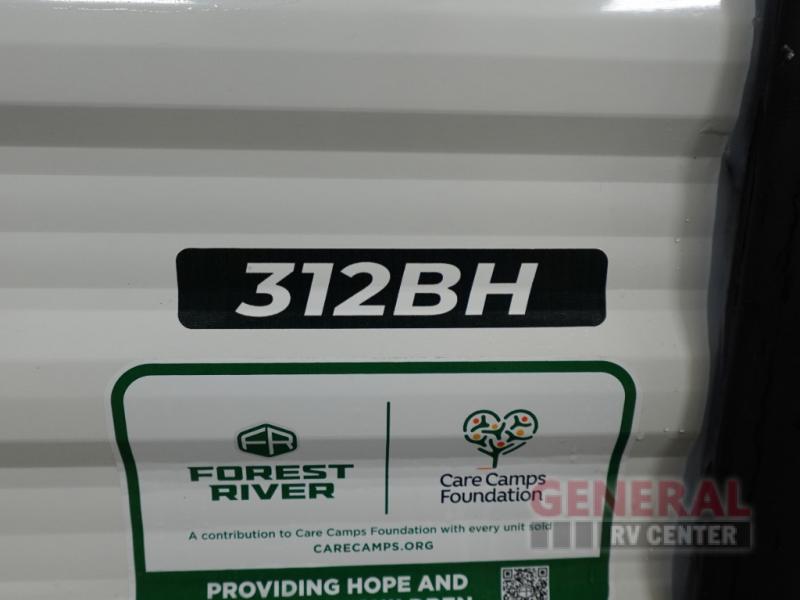 312BH
FR
FOREST
RIVER
Care Camps
Foundation
A contribution to Care Camps Foundation with every unit sold
CARECAMPS.ORG
PROVIDING HOPE AND
GENERAL
RV CENTER